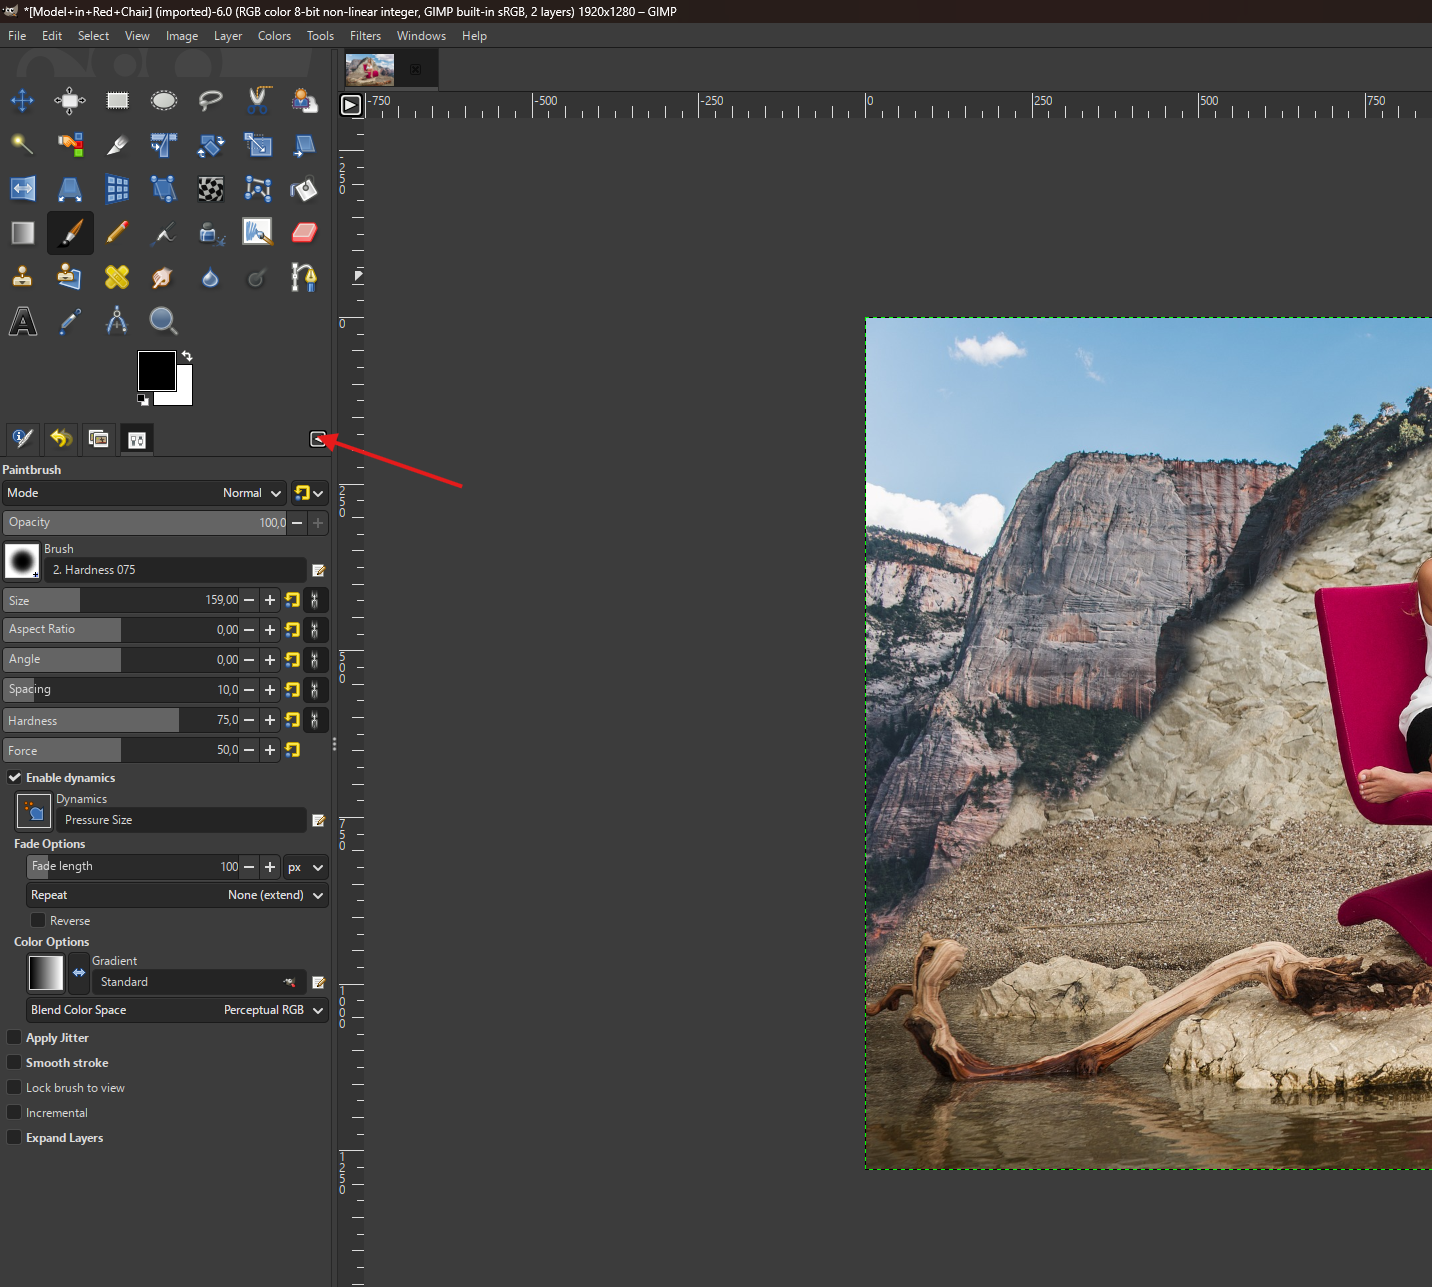 *[Model+in+Red+Chair] (imported)-6.0 (RGB color 8-bit non-linear integer, GIMP built-in sRGB, 2 layers) 1920x1280 – GIMP
File Edit Select View Image Layer Colors Tools Filters Windows Help
-750 -500 -250 0 250 500 750
-250
0
250
500
750
1000
1250
Paintbrush
Mode Normal
Opacity 100,0
Brush
2. Hardness 075
Size 159,00
Aspect Ratio 0,00
Angle 0,00
Spacing 10,0
Hardness 75,0
Force 50,0
Enable dynamics
Dynamics
Pressure Size
Fade Options
Fade length 100 px
Repeat None (extend)
Reverse
Color Options
Gradient
Standard
Blend Color Space Perceptual RGB
Apply Jitter
Smooth stroke
Lock brush to view
Incremental
Expand Layers